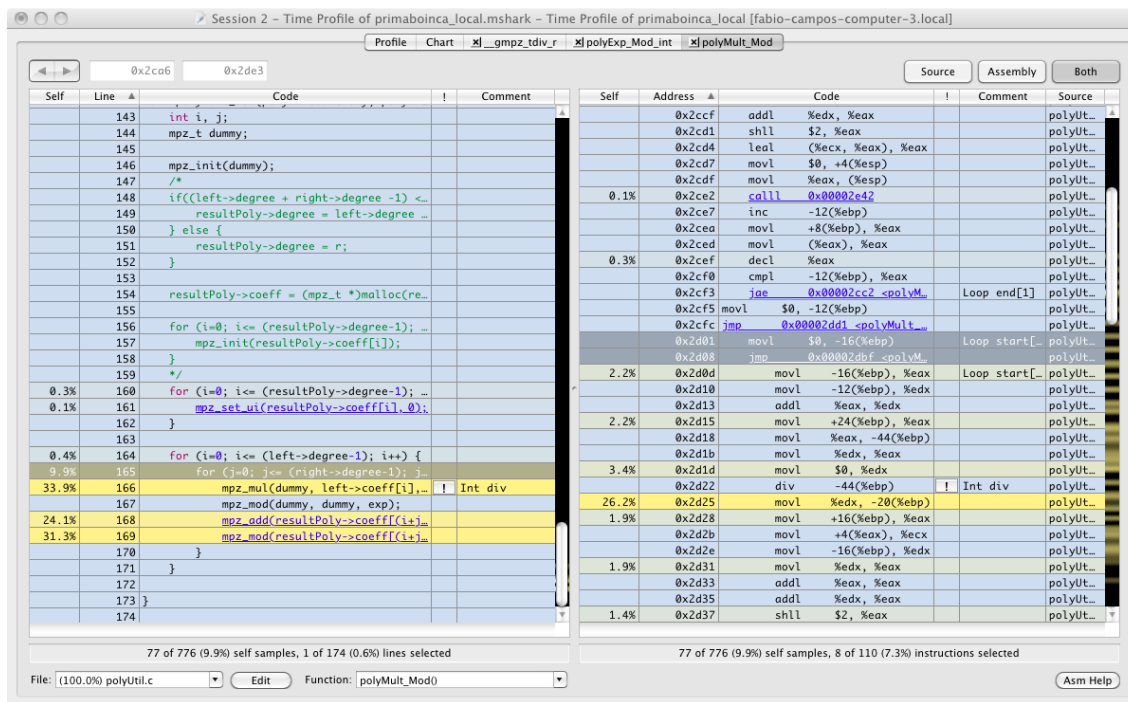 Session 2 – Time Profile of primaboinca_local.mshark – Time Profile of primaboinca_local [fabio-campos-computer-3.local]
Profile Chart __gmpz_tdiv_r polyExp_Mod_int polyMult_Mod
0x2ca6 0x2de3
Source Assembly Both
Self Line Code ! Comment
143 int i, j;
144 mpz_t dummy;
145
146 mpz_init(dummy);
147 /*
148 if((left->degree + right->degree -1) <…
149 resultPoly->degree = left->degree …
150 } else {
151 resultPoly->degree = r;
152 }
153
154 resultPoly->coeff = (mpz_t *)malloc(re…
155
156 for (i=0; i<= (resultPoly->degree-1); …
157 mpz_init(resultPoly->coeff[i]);
158 }
159 */
0.3% 160 for (i=0; i<= (resultPoly->degree-1); …
0.1% 161 mpz_set_ui(resultPoly->coeff[i], 0);
162 }
163
0.4% 164 for (i=0; i<= (left->degree-1); i++) {
9.9% 165 for (j=0; j<= (right->degree-1); j…
33.9% 166 mpz_mul(dummy, left->coeff[i],… ! Int div
167 mpz_mod(dummy, dummy, exp);
24.1% 168 mpz_add(resultPoly->coeff[(i+j…
31.3% 169 mpz_mod(resultPoly->coeff[(i+j…
170 }
171 }
172
173 }
174
77 of 776 (9.9%) self samples, 1 of 174 (0.6%) lines selected
Self Address Code ! Comment Source
0x2ccf addl %edx, %eax polyUt…
0x2cd1 shll $2, %eax polyUt…
0x2cd4 leal (%ecx, %eax), %eax polyUt…
0x2cd7 movl $0, +4(%esp) polyUt…
0x2cdf movl %eax, (%esp) polyUt…
0.1% 0x2ce2 calll 0x00002e42 polyUt…
0x2ce7 inc -12(%ebp) polyUt…
0x2cea movl +8(%ebp), %eax polyUt…
0x2ced movl (%eax), %eax polyUt…
0.3% 0x2cef decl %eax polyUt…
0x2cf0 cmpl -12(%ebp), %eax polyUt…
0x2cf3 jae 0x00002cc2 <polyM… Loop end[1] polyUt…
0x2cf5 movl $0, -12(%ebp) polyUt…
0x2cfc jmp 0x00002dd1 <polyMult_… polyUt…
0x2d01 movl $0, -16(%ebp) Loop start[… polyUt…
0x2d08 jmp 0x00002dbf <polyM… polyUt…
2.2% 0x2d0d movl -16(%ebp), %eax Loop start[… polyUt…
0x2d10 movl -12(%ebp), %edx polyUt…
0x2d13 addl %eax, %edx polyUt…
2.2% 0x2d15 movl +24(%ebp), %eax polyUt…
0x2d18 movl %eax, -44(%ebp) polyUt…
0x2d1b movl %edx, %eax polyUt…
3.4% 0x2d1d movl $0, %edx polyUt…
0x2d22 div -44(%ebp) ! Int div polyUt…
26.2% 0x2d25 movl %edx, -20(%ebp) polyUt…
1.9% 0x2d28 movl +16(%ebp), %eax polyUt…
0x2d2b movl +4(%eax), %ecx polyUt…
0x2d2e movl -16(%ebp), %edx polyUt…
1.9% 0x2d31 movl %edx, %eax polyUt…
0x2d33 addl %eax, %eax polyUt…
0x2d35 addl %edx, %eax polyUt…
1.4% 0x2d37 shll $2, %eax polyUt…
77 of 776 (9.9%) self samples, 8 of 110 (7.3%) instructions selected
File: (100.0%) polyUtil.c Edit Function: polyMult_Mod() Asm Help